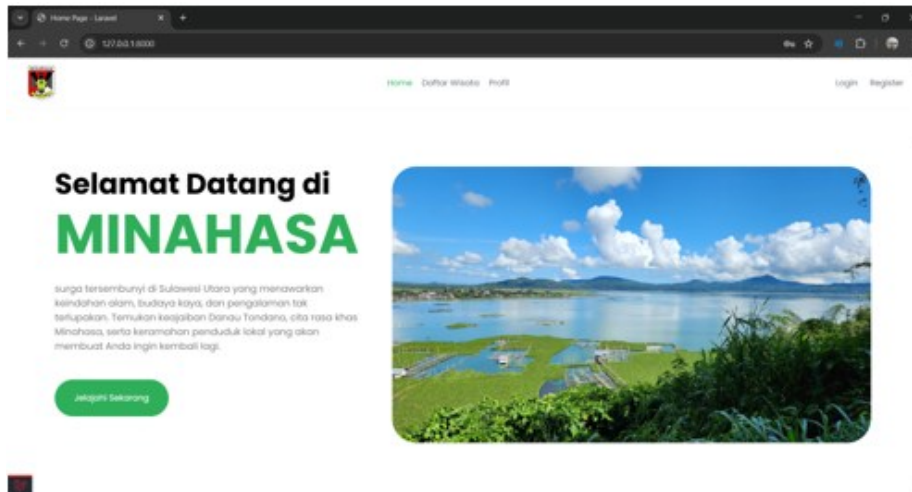 Home Page - Laravel
127.0.0.1:8000
Home Daftar Wisata Profil
Login Register
Selamat Datang di
MINAHASA
surga tersembunyi di Sulawesi Utara yang menawarkan
keindahan alam, budaya kaya, dan pengalaman tak
terlupakan. Temukan keajaiban Danau Tondano, cita rasa khas
Minahasa, serta keramahan penduduk lokal yang akan
membuat Anda ingin kembali lagi.
Jelajahi Sekarang